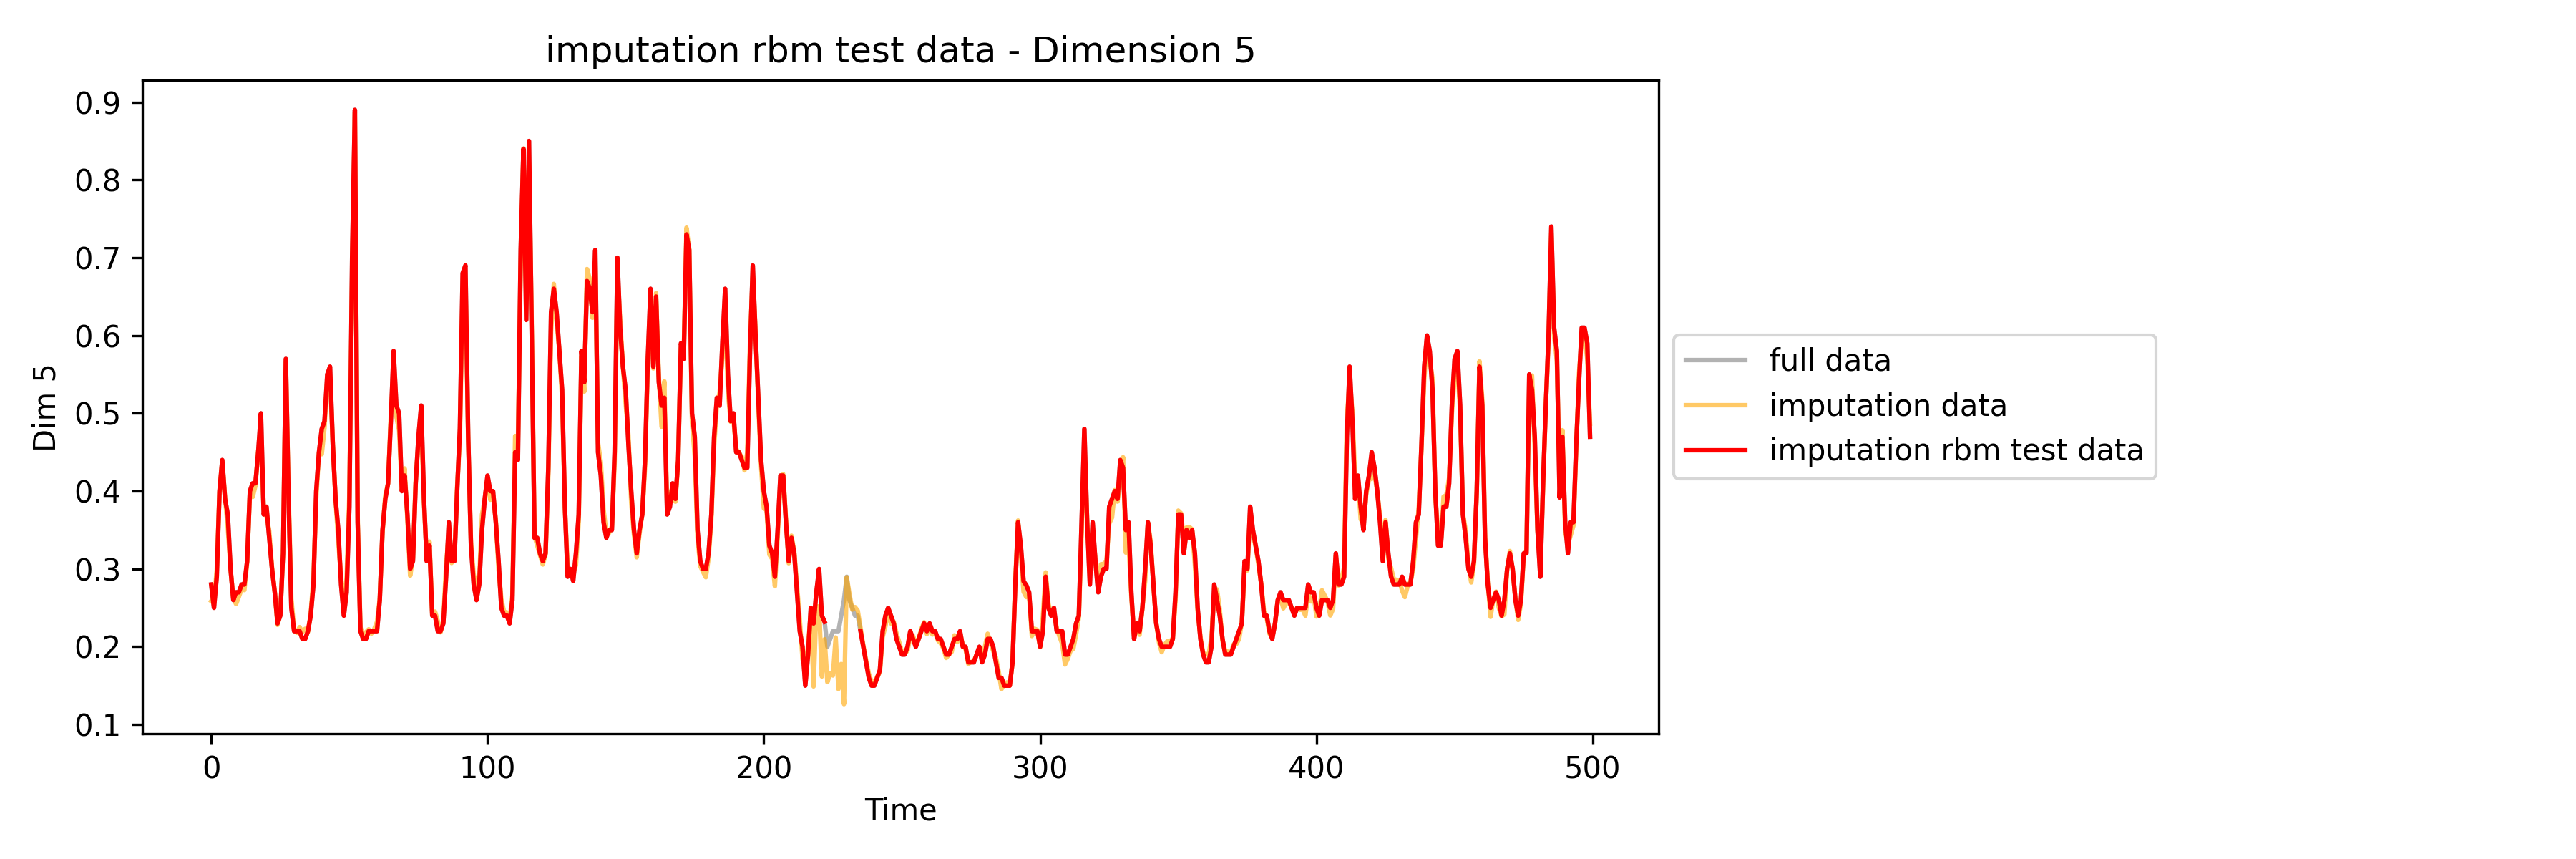 imputation rbm test data - Dimension 5
0.9
0.8
0.7
0.6
0.5
0.4
0.3
0.2
0.1
Dim 5
0 100 200 300 400 500
Time
full data
imputation data
imputation rbm test data